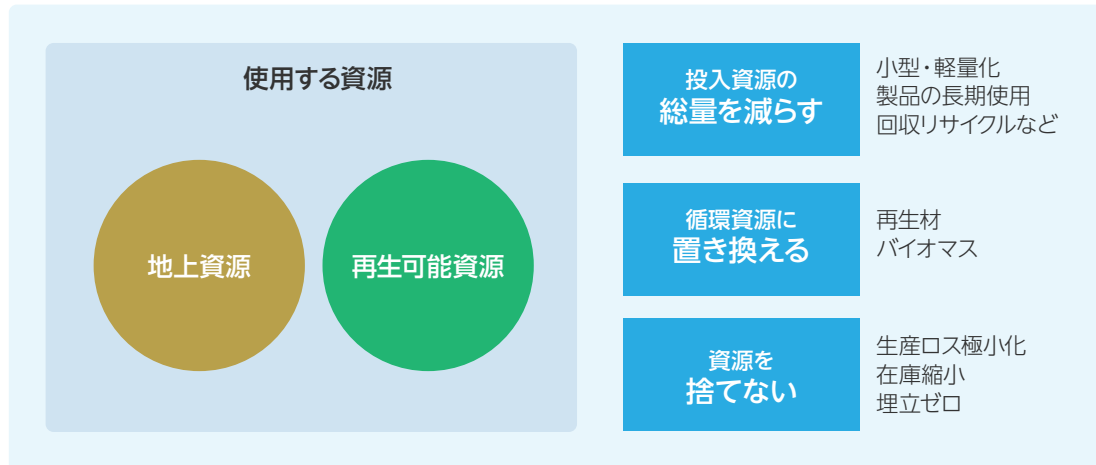 使用する資源
地上資源
再生可能資源
投入資源の
総量を減らす
小型・軽量化
製品の長期使用
回収リサイクルなど
循環資源に
置き換える
再生材
バイオマス
資源を
捨てない
生産ロス極小化
在庫縮小
埋立ゼロ